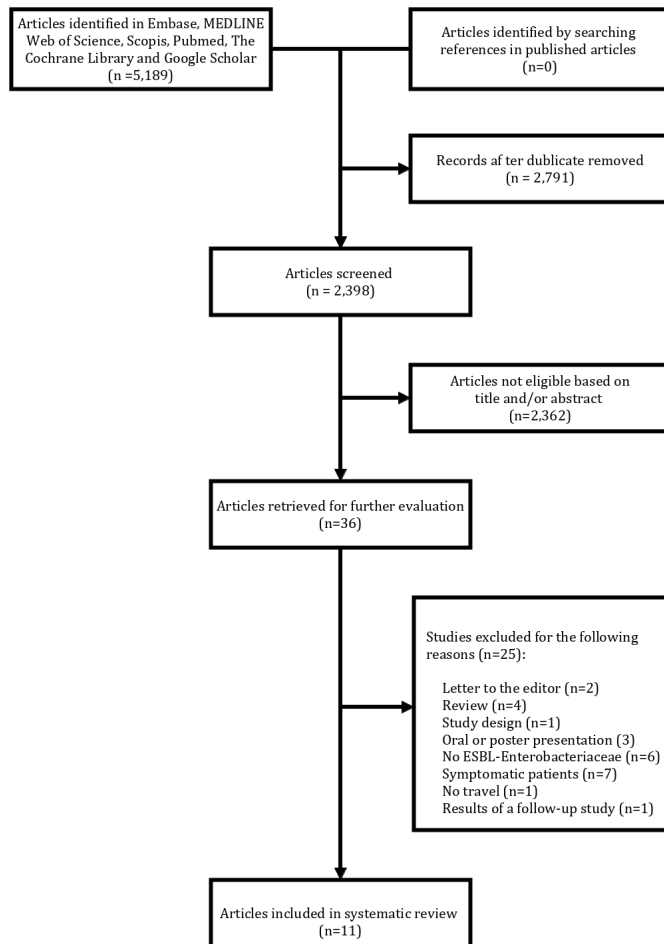 Articles identified in Embase, MEDLINE
Web of Science, Scopis, Pubmed, The
Cochrane Library and Google Scholar
(n =5,189)
Articles identified by searching
references in published articles
(n=0)
Records af ter dublicate removed
(n = 2,791)
Articles screened
(n = 2,398)
Articles not eligible based on
title and/or abstract
(n=2,362)
Articles retrieved for further evaluation
(n=36)
Studies excluded for the following
reasons (n=25):
Letter to the editor (n=2)
Review (n=4)
Study design (n=1)
Oral or poster presentation (3)
No ESBL-Enterobacteriaceae (n=6)
Symptomatic patients (n=7)
No travel (n=1)
Results of a follow-up study (n=1)
Articles included in systematic review
(n=11)